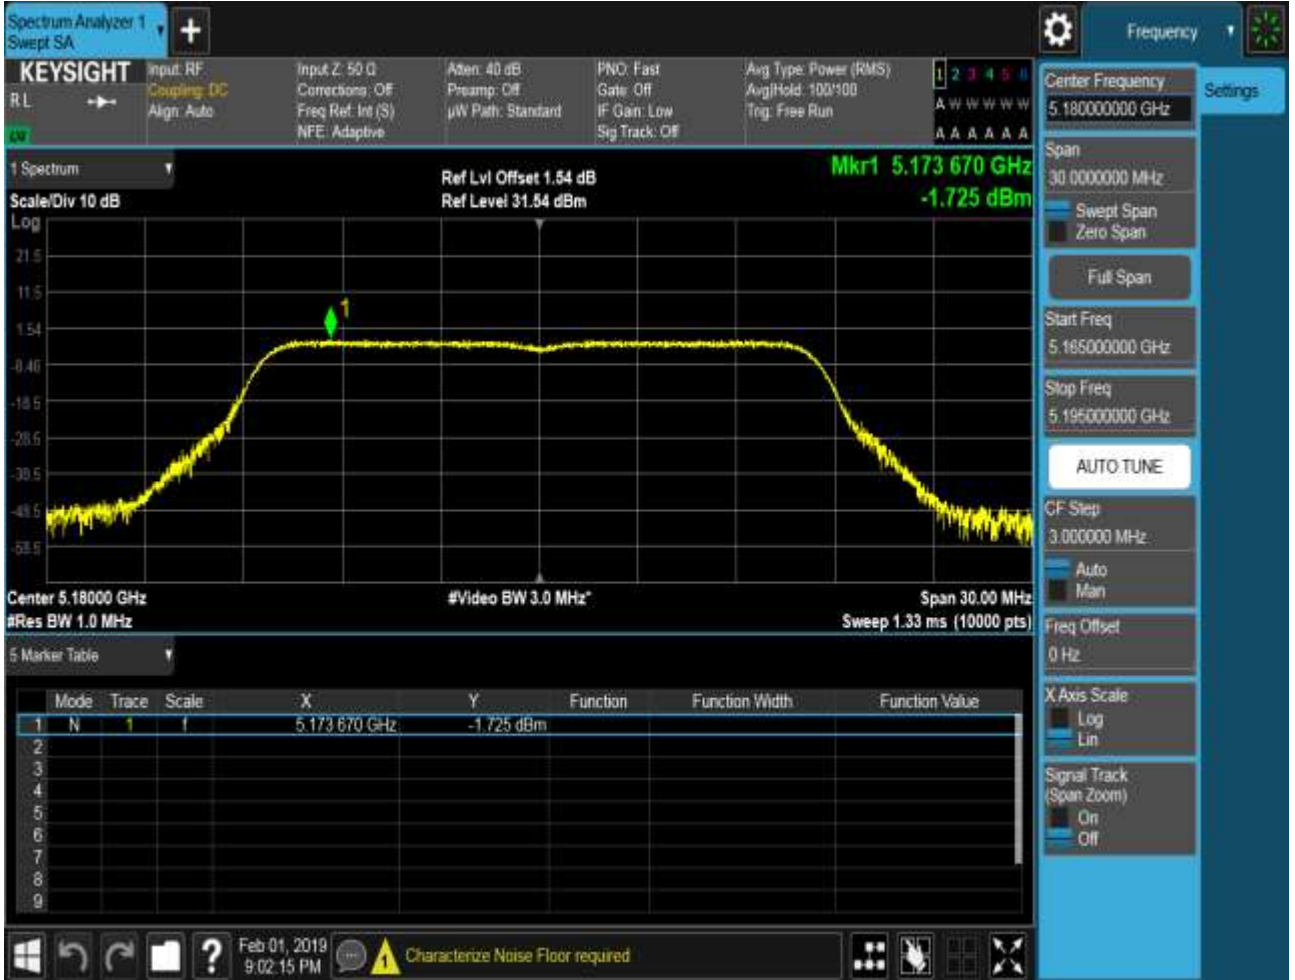 Spectrum Analyzer 1
Swept SA
Frequency
KEYSIGHT
Input: RF
Coupling: DC
Align: Auto
Input Z: 50 Ω
Corrections: Off
Freq Ref: Int (S)
NFE: Adaptive
Atten: 40 dB
Preamp: Off
µW Path: Standard
PNO: Fast
Gate: Off
IF Gain: Low
Sig Track: Off
Avg Type: Power (RMS)
Avg|Hold: 100/100
Trig: Free Run
1 2 3 4 5 6
A W W W W W
A A A A A A
R L
1 Spectrum
Scale/Div 10 dB
Ref Lvl Offset 1.54 dB
Ref Level 31.54 dBm
Mkr1 5.173 670 GHz
-1.725 dBm
Log
21.5
11.5
1.54
-8.46
-18.5
-28.5
-38.5
-48.5
-58.5
1
Center 5.18000 GHz
#Res BW 1.0 MHz
#Video BW 3.0 MHz*
Span 30.00 MHz
Sweep 1.33 ms (10000 pts)
5 Marker Table
Mode Trace Scale X Y Function Function Width Function Value
1 N 1 f 5.173 670 GHz -1.725 dBm
2
3
4
5
6
7
8
9
Feb 01, 2019
9:02:15 PM
1
Characterize Noise Floor required
Center Frequency
5.180000000 GHz
Settings
Span
30.0000000 MHz
Swept Span
Zero Span
Full Span
Start Freq
5.165000000 GHz
Stop Freq
5.195000000 GHz
AUTO TUNE
CF Step
3.000000 MHz
Auto
Man
Freq Offset
0 Hz
X Axis Scale
Log
Lin
Signal Track
(Span Zoom)
On
Off